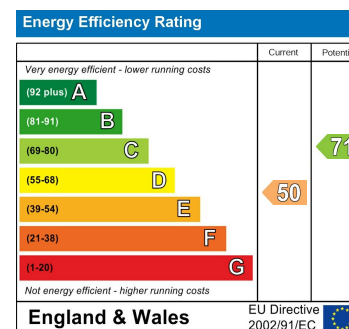 Energy Efficiency Rating
Current Potenti
Very energy efficient - lower running costs
(92 plus) A
(81-91) B
(69-80) C
71
(55-68) D
(39-54) E
50
(21-38) F
(1-20) G
Not energy efficient - higher running costs
England & Wales
EU Directive
2002/91/EC